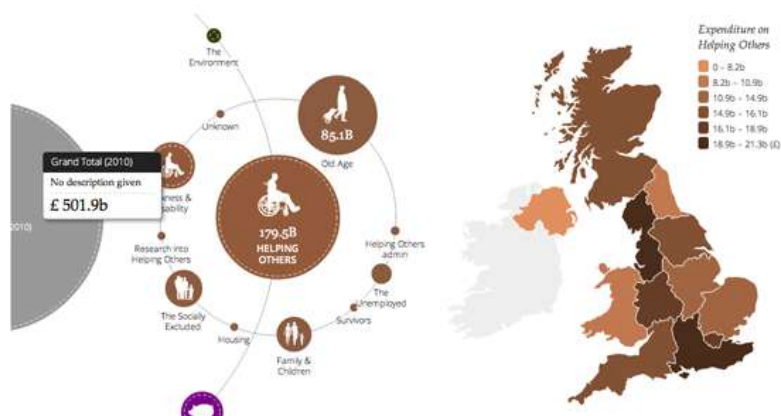 The
Environment
Unknown
85.1B
Old Age
Grand Total (2010)
No description given
£ 501.9b
179.5B
HELPING
OTHERS
Research into
Helping Others
The Socially
Excluded
Housing
Family &
Children
Survivors
The
Unemployed
Helping Others
admin
Expenditure on
Helping Others
0 – 8.2b
8.2b – 10.9b
10.9b – 14.9b
14.9b – 16.1b
16.1b – 18.9b
18.9b – 21.3b (£)